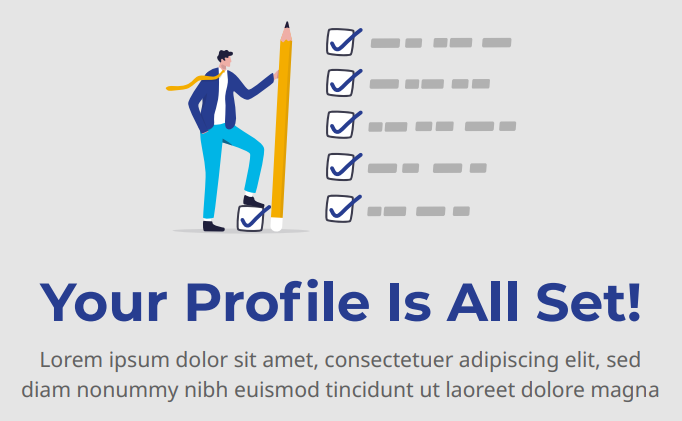 Your Profile Is All Set!
Lorem ipsum dolor sit amet, consectetuer adipiscing elit, sed
diam nonummy nibh euismod tincidunt ut laoreet dolore magna